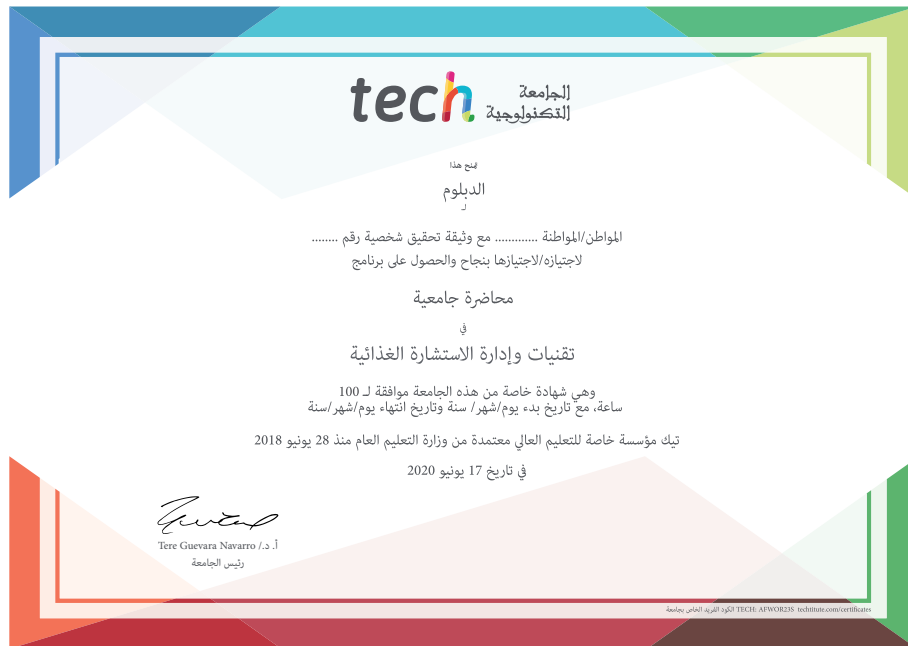 tech الجامعة
التكنولوجية
يمنح هذا
الدبلوم
لـ
المواطن/المواطنة ............. مع وثيقة تحقيق شخصية رقم ........
لاجتيازه/لاجتيازها بنجاح والحصول على برنامج
محاضرة جامعية
في
تقنيات وإدارة الاستشارة الغذائية
وهي شهادة خاصة من هذه الجامعة موافقة لـ 100
ساعة، مع تاريخ بدء يوم/شهر/ سنة وتاريخ انتهاء يوم/شهر/سنة
تيك مؤسسة خاصة للتعليم العالي معتمدة من وزارة التعليم العام منذ 28 يونيو 2018
في تاريخ 17 يونيو 2020
أ. د./ Tere Guevara Navarro
رئيس الجامعة
الكود الفريد الخاص بجامعة TECH: AFWOR23S techtitute.com/certificates